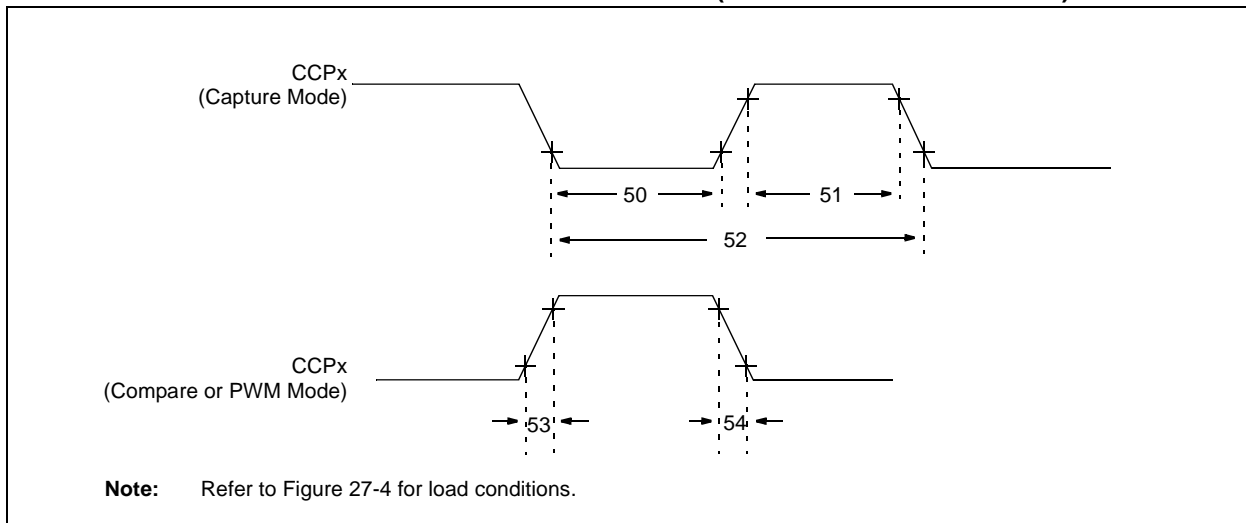 CCPx
(Capture Mode)
50
51
52
CCPx
(Compare or PWM Mode)
53
54
Note: Refer to Figure 27-4 for load conditions.